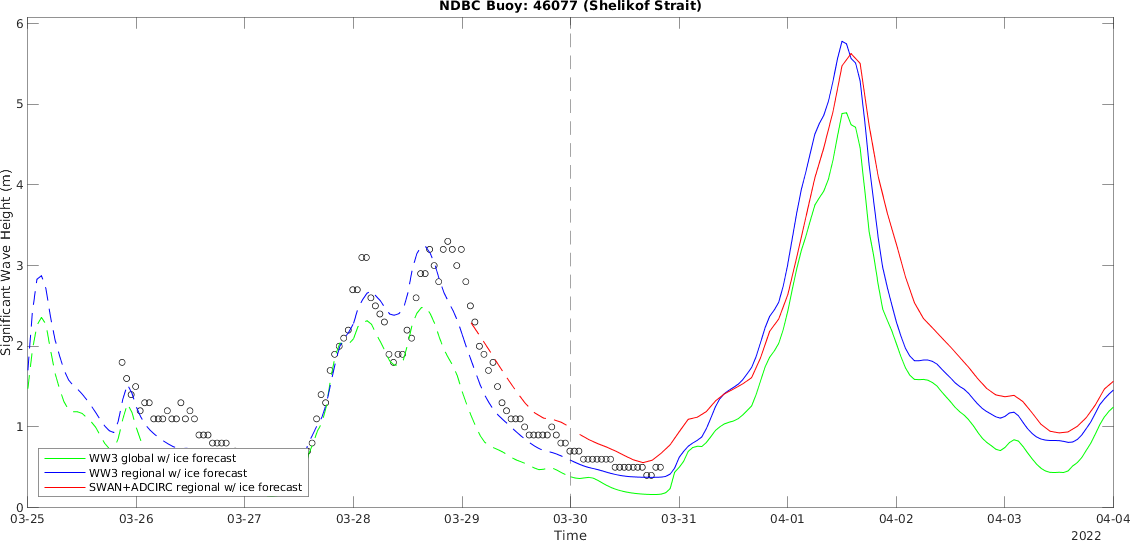 NDBC Buoy: 46077 (Shelikof Strait)
6
5
4
3
2
1
0
Significant Wave Height (m)
WW3 global w/ ice forecast
WW3 regional w/ ice forecast
SWAN+ADCIRC regional w/ ice forecast
03-25 03-26 03-27 03-28 03-29 03-30 03-31 04-01 04-02 04-03 04-04
Time
2022